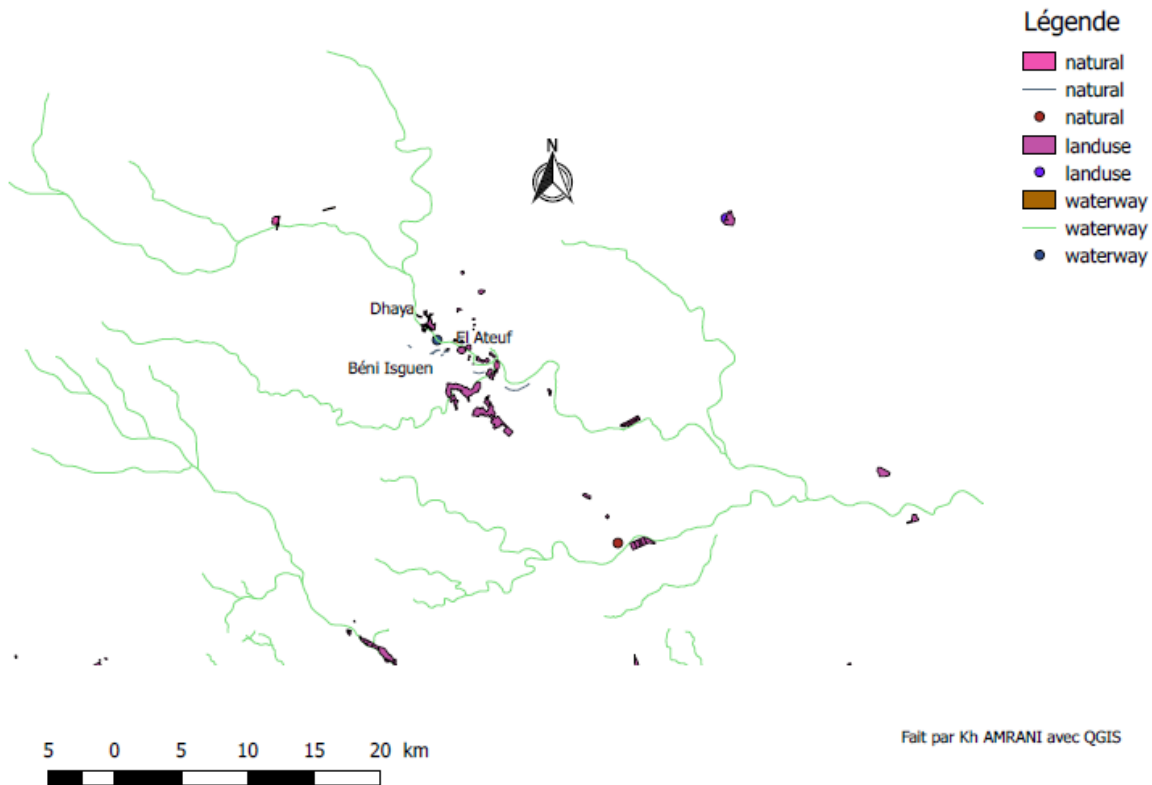 Légende
natural
natural
natural
landuse
landuse
waterway
waterway
waterway
N
Dhaya
El Ateuf
Béni Isguen
5 0 5 10 15 20 km
Fait par Kh AMRANI avec QGIS